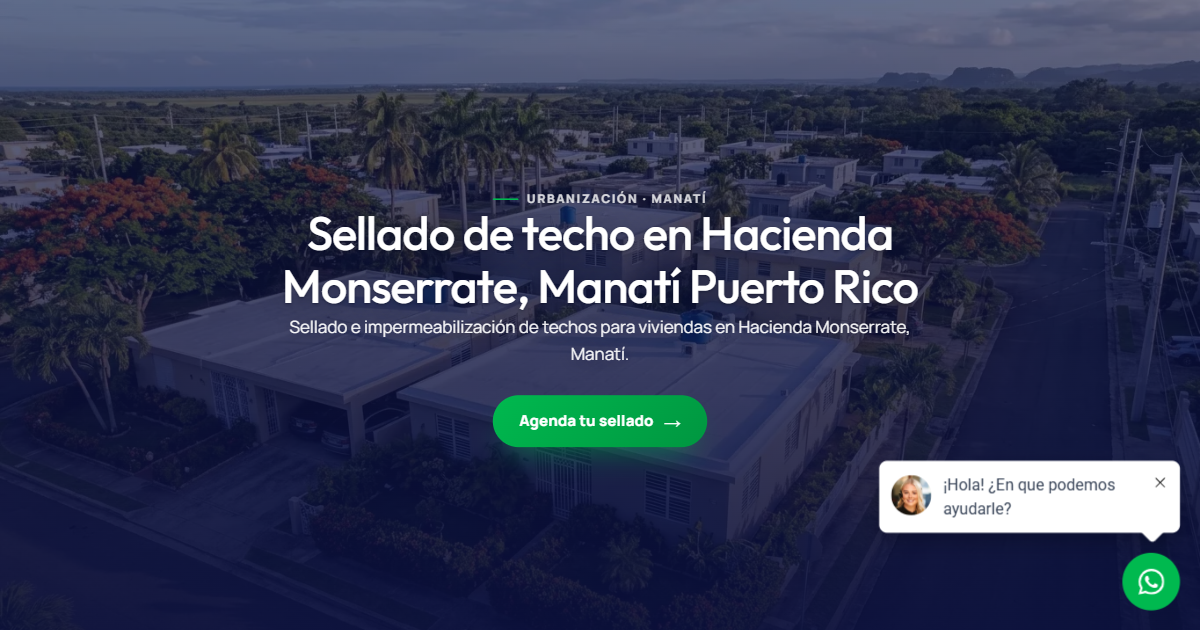 URBANIZACIÓN · MANATÍ
Sellado de techo en Hacienda
Monserrate, Manatí Puerto Rico
Sellado e impermeabilización de techos para viviendas en Hacienda Monserrate,
Manatí.
Agenda tu sellado →
¡Hola! ¿En que podemos
ayudarle?